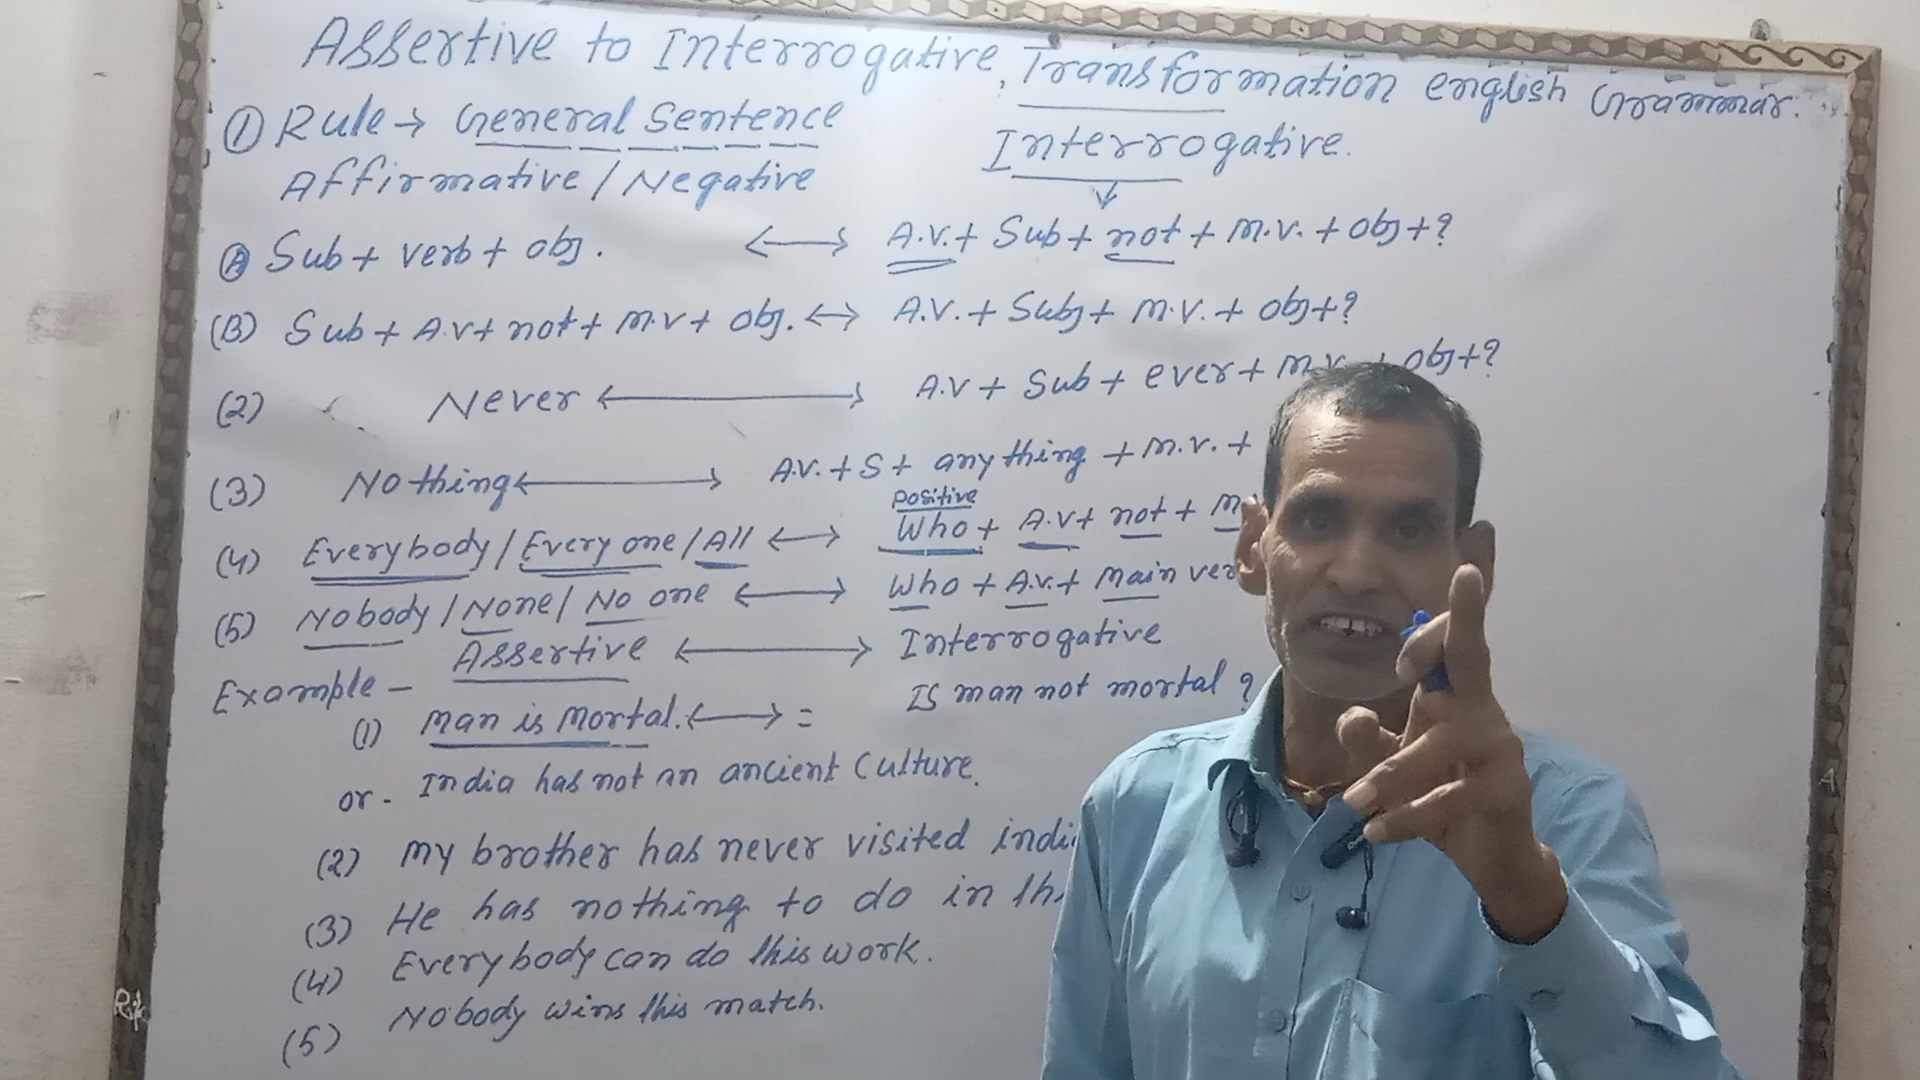 Assertive to Interrogative, Transformation english Grammar.
① Rule → General Sentence
Interrogative.
Affirmative / Negative
Ⓐ Sub + verb + obj. ↔ A.V. + Sub + not + m.v. + obj + ?
(B) Sub + A.V + not + m.v + obj. ↔ A.V. + Subj + M.V. + obj + ?
(2) Never ↔ A.V + Sub + ever + m.v. + obj + ?
(3) Nothing ↔ A.V. + S + anything + m.v. +
positive
(4) Everybody / Every one / All ↔ Who + A.V + not + m
(5) Nobody / None / No one ↔ Who + A.V. + Main ver
Assertive ↔ Interrogative
Example -
(1) Man is Mortal. ↔ = Is man not mortal ?
or - India has not an ancient Culture.
(2) My brother has never visited indi
(3) He has nothing to do in thi
(4) Everybody can do this work.
(5) Nobody wins this match.